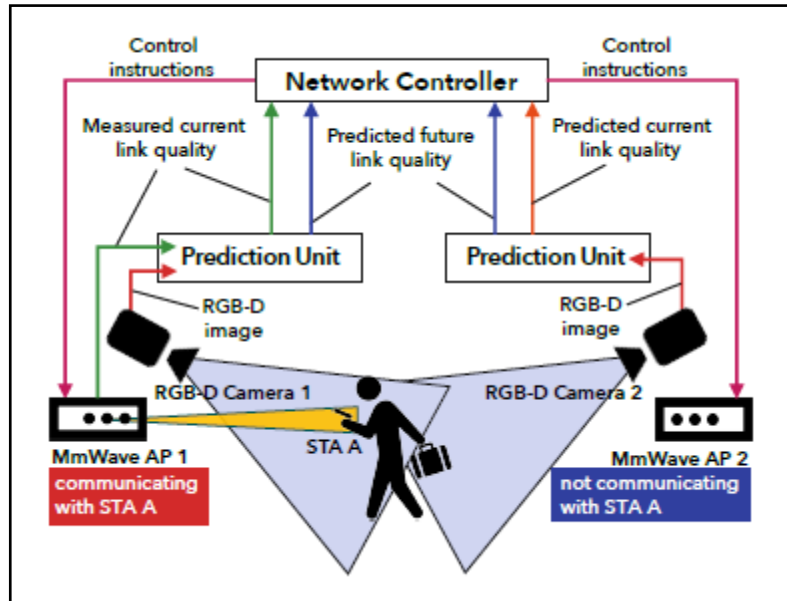 Control
instructions
Network Controller
Control
instructions
Measured current
link quality
Predicted future
link quality
Predicted current
link quality
Prediction Unit
Prediction Unit
RGB-D
image
RGB-D
image
RGB-D Camera 1
RGB-D Camera 2
STA A
MmWave AP 1
MmWave AP 2
communicating
with STA A
not communicating
with STA A